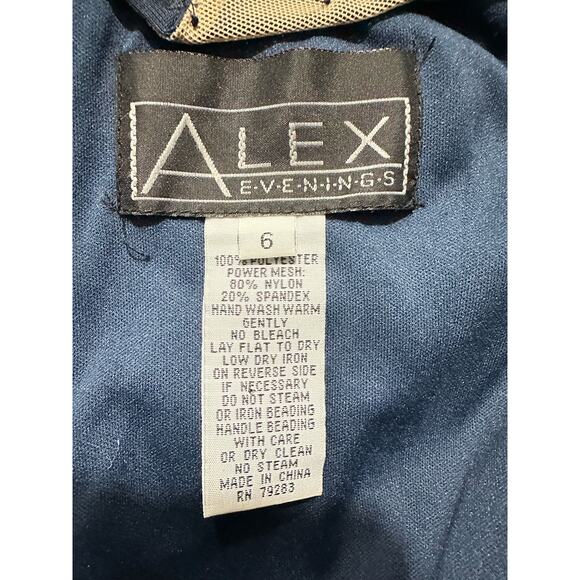 ALEX
E·V·E·N·I·N·G·S
6
100% POLYESTER
POWER MESH:
80% NYLON
20% SPANDEX
HAND WASH WARM
GENTLY
NO BLEACH
LAY FLAT TO DRY
LOW DRY IRON
ON REVERSE SIDE
IF NECESSARY
DO NOT STEAM
OR IRON BEADING
HANDLE BEADING
WITH CARE
OR DRY CLEAN
NO STEAM
MADE IN CHINA
RN 79283